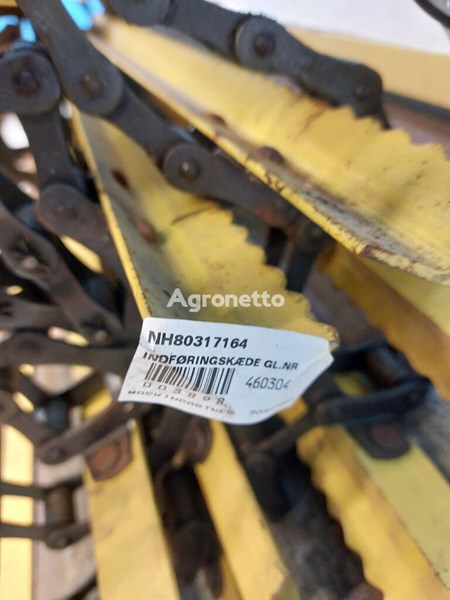 Agronetto
NH80317164
INDFØRINGSKÆDE GL.NR
460304